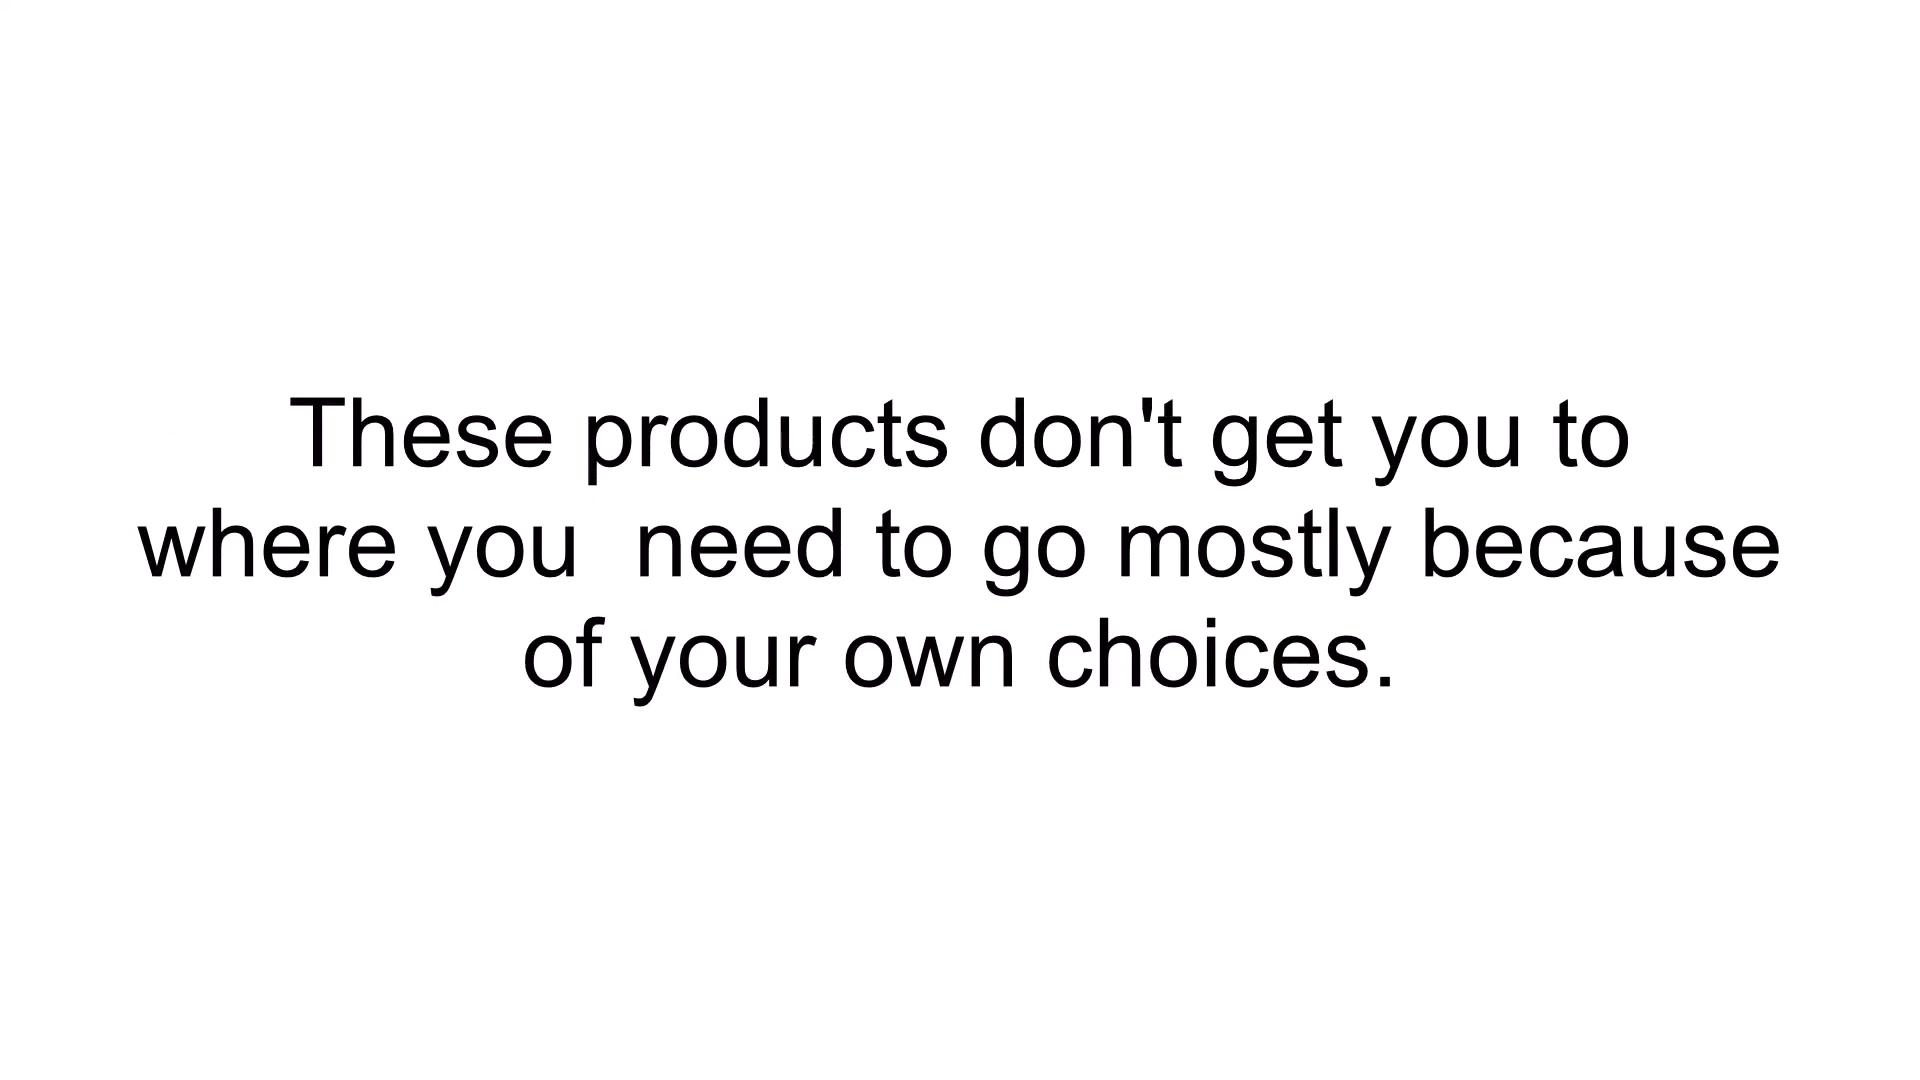 These products don't get you to
where you  need to go mostly because
of your own choices.